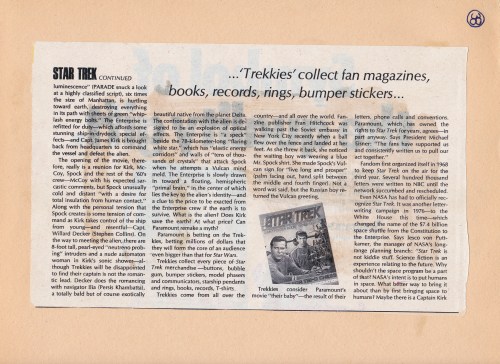 60
STAR TREK CONTINUED
...'Trekkies' collect fan magazines,
books, records, rings, bumper stickers...
luminescence" (PARADE snuck a look
at a highly classified script), six times
the size of Manhattan, is hurtling
toward earth, destroying everything
in its path with sheets of green "whip-
lash energy bolts." The Enterprise is
refitted for duty—which affords some
stunning ship-in-drydock special ef-
fects—and Capt. James Kirk is brought
back from headquarters to command
the vessel and defeat the alien.
The opening of the movie, there-
fore, really is a reunion for Kirk, Mc-
Coy, Spock and the rest of the '60's
crew—McCoy with his expected sar-
castic comments, but Spock unusually
cold and distant "with a desire for
total insulation from human contact."
Along with the personal tension that
Spock creates is some tension of com-
mand as Kirk takes control of the ship
from young—and resentful—Capt.
Willard Decker (Stephen Collins). On
the way to meeting the alien, there are
8-foot tall, pearl-eyed "neutroid prob-
ing" intruders and a nude automaton
woman in Kirk's sonic shower—al-
though Trekkies will be disappointed
to find their captain is not the roman-
tic lead. Decker does the romancing
with navigator Ilia (Persis Khambatta),
a totally bald but of course exotically
beautiful native from the planet Delta.
The confrontation with the alien is de-
signed to be an explosion of optical
effects. The Enterprise is "a speck"
beside the 78-kilometer-long "flaring
white star," which has "elastic energy
corridors" and walls of "tens of thou-
sands of crystals" that attack Spock
when he attempts a Vulcan mind
meld. The Enterprise is slowly drawn
in toward a floating, hemispheric
"primal brain," in the center of which
lies the key to the alien's identity—and
a clue to the price to be exacted from
the Enterprise crew if the earth is to
survive. What is the alien? Does Kirk
save the earth? At what price? Can
Paramount remake a myth?
Paramount is betting on the Trek-
kies, betting millions of dollars that
they will form the core of an audience
even bigger than that for Star Wars.
Trekkies collect every piece of Star
Trek merchandise—buttons, bubble
gum, bumper stickers, model phasers
and communicators, starship pendants
and rings, books, records, T-shirts.
Trekkies come from all over the
country—and all over the world. Fan-
zine publisher Fran Hitchcock was
walking past the Soviet embassy in
New York City recently when a ball
flew over the fence and landed at her
feet. As she threw it back, she noticed
the waiting boy was wearing a blue
Mr. Spock shirt. She made Spock's Vul-
can sign for "live long and prosper"
(palm facing out, hand split between
the middle and fourth finger). Not a
word was said, but the Russian boy re-
turned the Vulcan greeting.
STAR TREK
Trekkies consider Paramount's
movie "their baby"—the result of their
letters, phone calls and conventions.
Paramount, which has owned the
rights to Star Trek for years, agrees—in
part anyway. Says President Michael
Eisner: "The fans have supported us
and consistently written us to pull our
act together."
Fandom first organized itself in 1968
to keep Star Trek on the air for the
third year. Several hundred thousand
letters were written to NBC until the
network succumbed and rescheduled.
Even NASA has had to officially rec-
ognize Star Trek. It was another letter-
writing campaign in 1976—to the
White House this time—which
changed the name of the $7.8 billion
space shuttle from the Constitution to
the Enterprise. Says Jesco von Putt-
kamer, the manager of NASA's long-
range planning branch: "Star Trek is
not kiddie stuff. Science fiction is an
experience relating to the future. Why
shouldn't the space program be a part
of that? NASA's intent is to put humans
in space. What better way to bring it
about than by first bringing space to
humans? Maybe there is a Captain Kirk